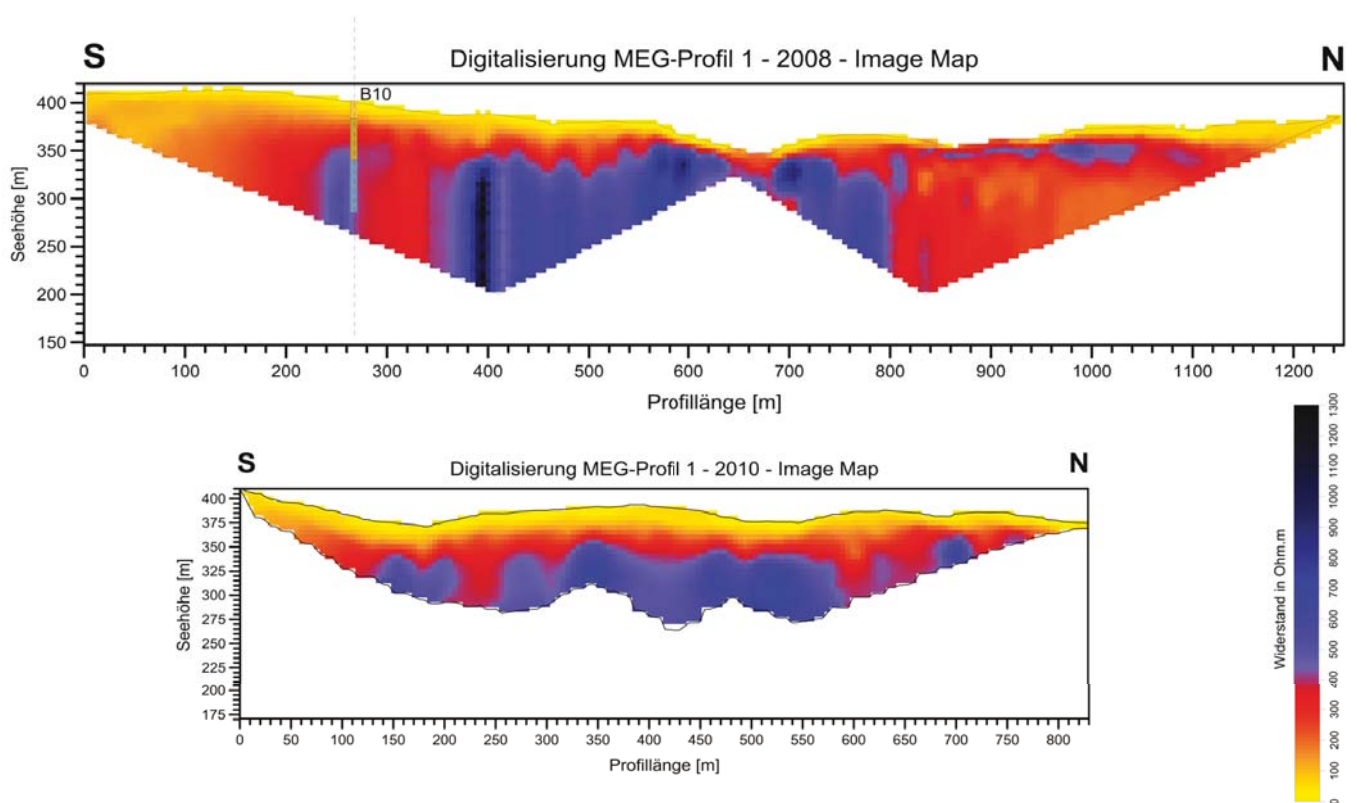 S Digitalisierung MEG-Profil 1 - 2008 - Image Map N
B10
400
350
300
250
200
150
Seehöhe [m]
0 100 200 300 400 500 600 700 800 900 1000 1100 1200
Profillänge [m]
S Digitalisierung MEG-Profil 1 - 2010 - Image Map N
400
375
350
325
300
275
250
225
200
175
Seehöhe [m]
0 50 100 150 200 250 300 350 400 450 500 550 600 650 700 750 800
Profillänge [m]
Widerstand in Ohm.m
0 100 200 300 400 500 600 700 800 900 1000 1100 1200 1300